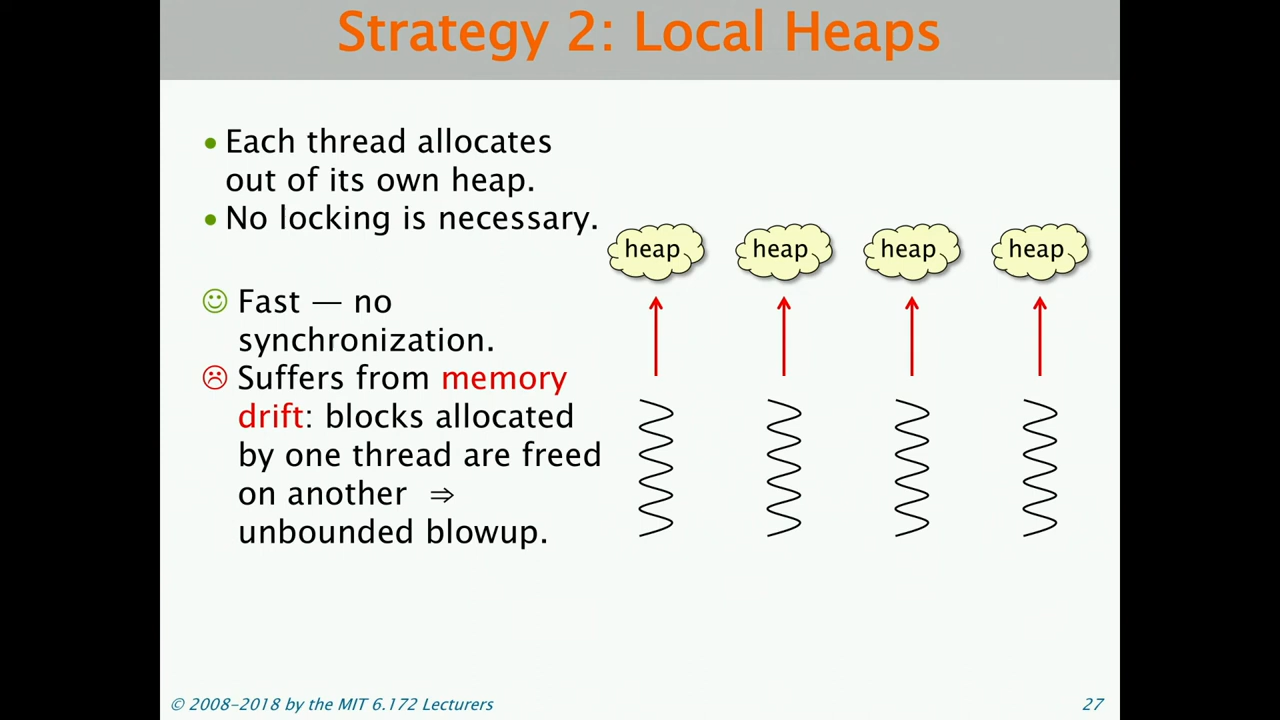 Strategy 2: Local Heaps
• Each thread allocates
out of its own heap.
• No locking is necessary.
☺ Fast — no
synchronization.
☹ Suffers from memory
drift: blocks allocated
by one thread are freed
on another ⇒
unbounded blowup.
heap heap heap heap
© 2008-2018 by the MIT 6.172 Lecturers
27